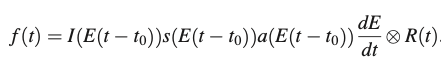 f(t) = I(E(t − t₀))s(E(t − t₀))a(E(t − t₀)) dE/dt ⊗ R(t).